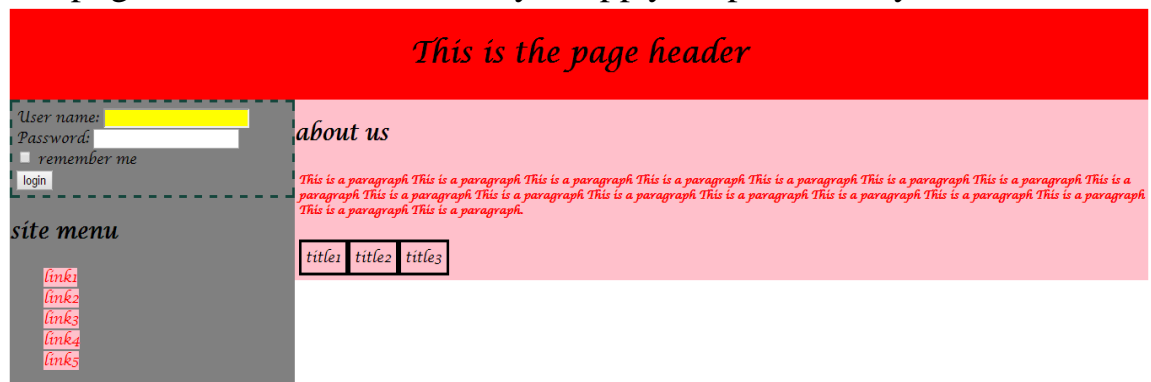 This is the page header
User name:
Password:
remember me
login
about us
This is a paragraph This is a paragraph This is a paragraph This is a paragraph This is a paragraph This is a paragraph This is a paragraph This is a
paragraph This is a paragraph This is a paragraph This is a paragraph This is a paragraph This is a paragraph This is a paragraph This is a paragraph
This is a paragraph This is a paragraph.
title1 title2 title3
site menu
link1
link2
link3
link4
link5